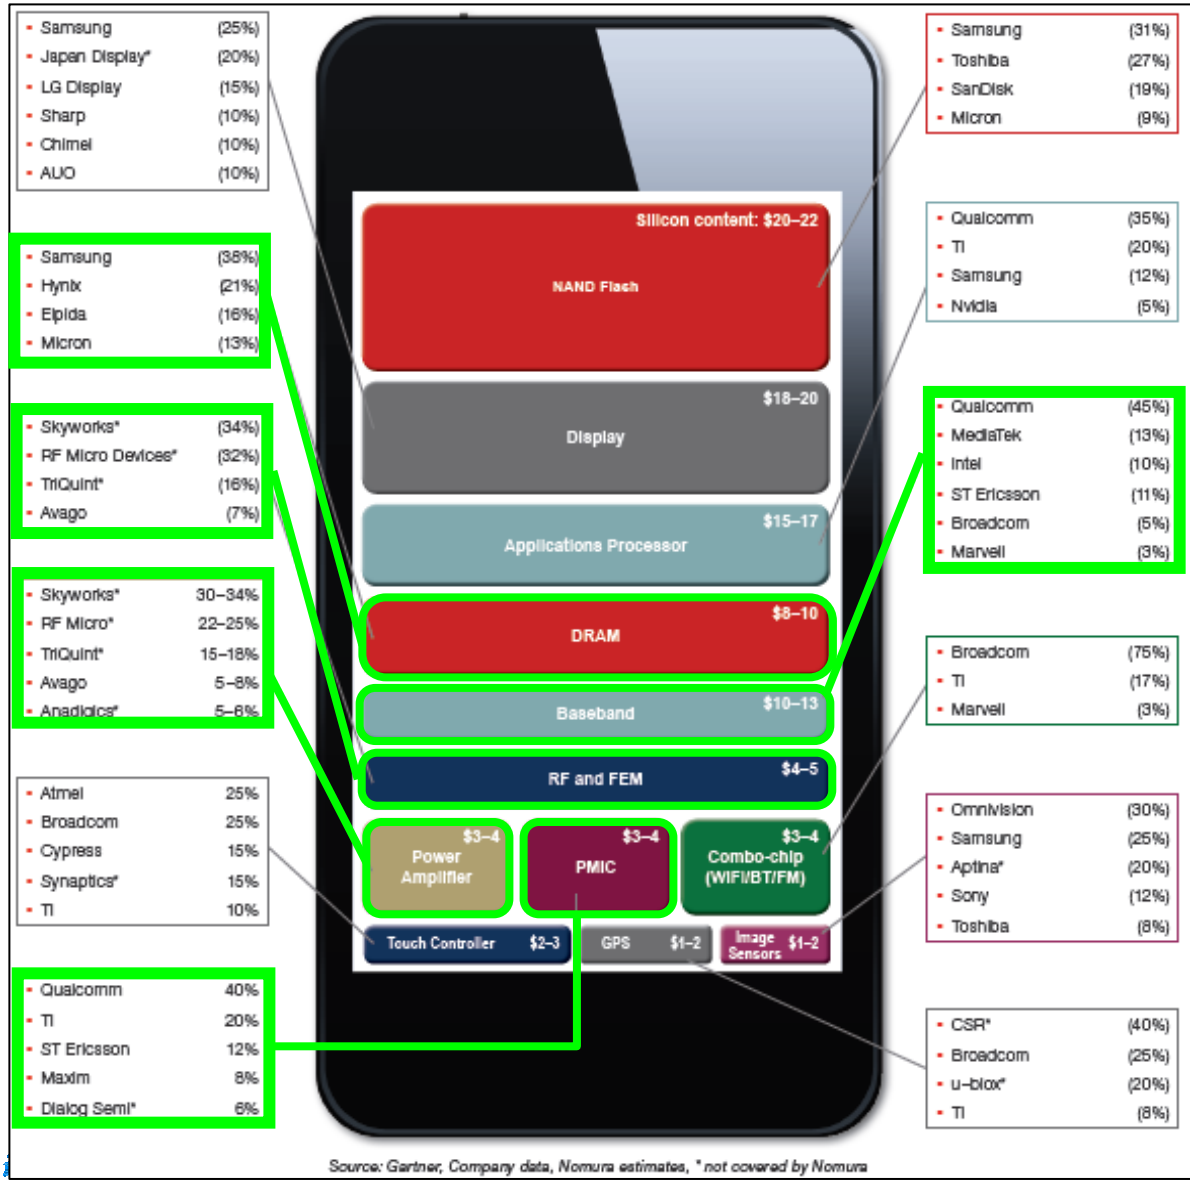 Samsung (25%)
Japan Display* (20%)
LG Display (15%)
Sharp (10%)
Chimei (10%)
AUO (10%)
Samsung (38%)
Hynix (21%)
Elpida (16%)
Micron (13%)
Skyworks* (34%)
RF Micro Devices* (32%)
TriQuint* (16%)
Avago (7%)
Skyworks* 30–34%
RF Micro* 22–25%
TriQuint* 15–18%
Avago 5–8%
Anadigics* 5–6%
Atmel 25%
Broadcom 25%
Cypress 15%
Synaptics* 15%
TI 10%
Qualcomm 40%
TI 20%
ST Ericsson 12%
Maxim 8%
Dialog Semi* 6%
Silicon content: $20–22
NAND Flash
$18–20
Display
$15–17
Applications Processor
$8–10
DRAM
$10–13
Baseband
$4–5
RF and FEM
$3–4
Power
Amplifier
$3–4
PMIC
$3–4
Combo-chip
(WIFI/BT/FM)
Touch Controller $2–3
GPS $1–2
Image
Sensors $1–2
Samsung (31%)
Toshiba (27%)
SanDisk (19%)
Micron (9%)
Qualcomm (35%)
TI (20%)
Samsung (12%)
Nvidia (5%)
Qualcomm (45%)
MediaTek (13%)
Intel (10%)
ST Ericsson (11%)
Broadcom (5%)
Marvell (3%)
Broadcom (75%)
TI (17%)
Marvell (3%)
Omnivision (30%)
Samsung (25%)
Aptina* (20%)
Sony (12%)
Toshiba (8%)
CSR* (40%)
Broadcom (25%)
u-blox* (20%)
TI (8%)
Source: Gartner, Company data, Nomura estimates, * not covered by Nomura